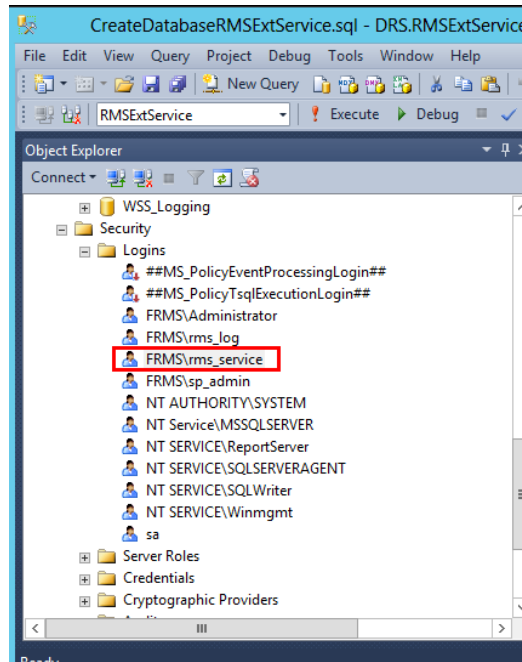 CreateDatabaseRMSExtService.sql - DRS.RMSExtService
File Edit View Query Project Debug Tools Window Help
New Query
RMSExtService Execute Debug
Object Explorer
Connect
WSS_Logging
Security
Logins
##MS_PolicyEventProcessingLogin##
##MS_PolicyTsqlExecutionLogin##
FRMS\Administrator
FRMS\rms_log
FRMS\rms_service
FRMS\sp_admin
NT AUTHORITY\SYSTEM
NT Service\MSSQLSERVER
NT SERVICE\ReportServer
NT SERVICE\SQLSERVERAGENT
NT SERVICE\SQLWriter
NT SERVICE\Winmgmt
sa
Server Roles
Credentials
Cryptographic Providers